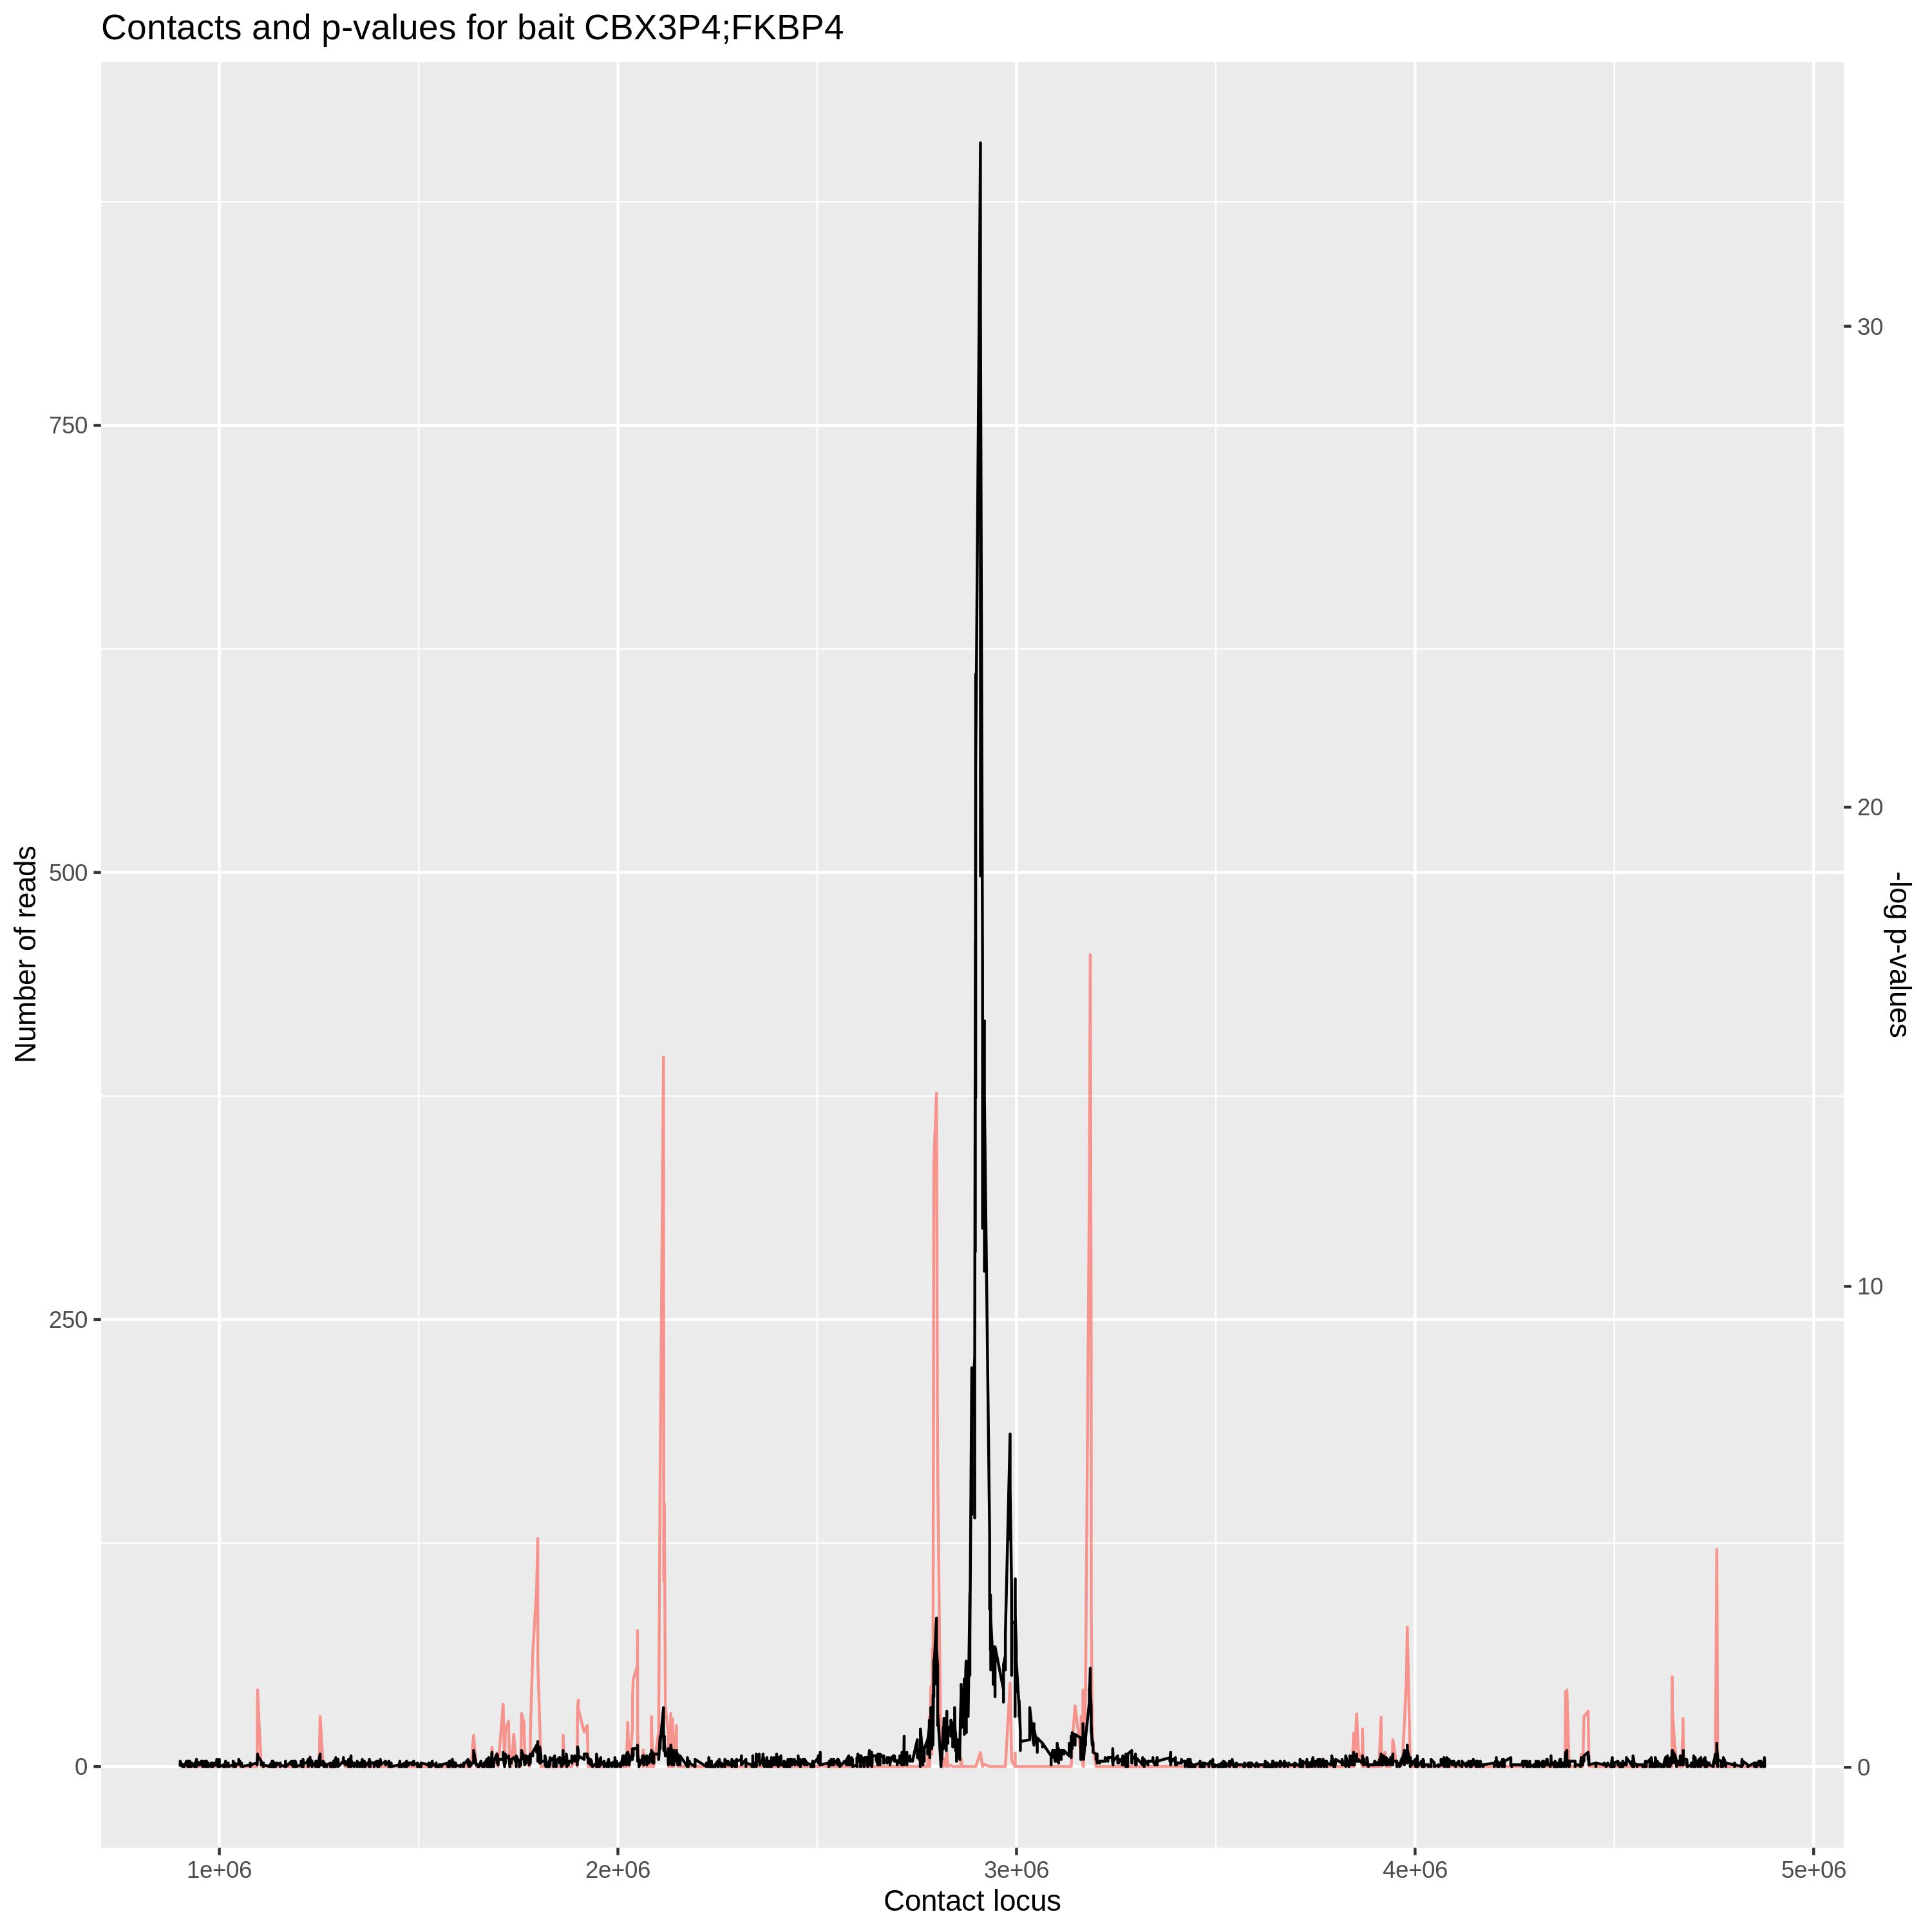 Contacts and p-values for bait CBX3P4;FKBP4
750
500
250
0
Number of reads
30
20
10
0
-log p-values
1e+06
2e+06
3e+06
4e+06
5e+06
Contact locus